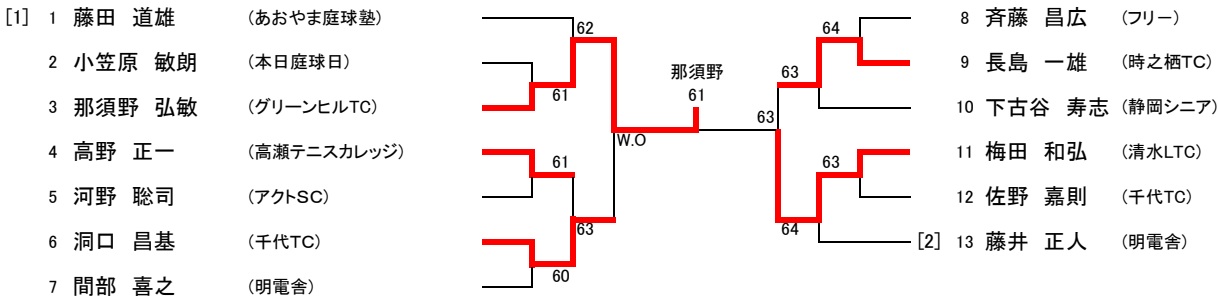 [1] 1 藤田 道雄 (あおやま庭球塾)
2 小笠原 敏朗 (本日庭球日)
3 那須野 弘敏 (グリーンヒルTC)
4 高野 正一 (高瀬テニスカレッジ)
5 河野 聡司 (アクトSC)
6 洞口 昌基 (千代TC)
7 間部 喜之 (明電舎)
62
61
61
63
60
W.O
那須野
61
63
64
63
63
64
8 斉藤 昌広 (フリー)
9 長島 一雄 (時之栖TC)
10 下古谷 寿志 (静岡シニア)
11 梅田 和弘 (清水LTC)
12 佐野 嘉則 (千代TC)
[2] 13 藤井 正人 (明電舎)